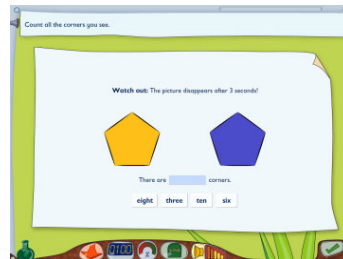 Count all the corners you see.
Watch out: The picture disappears after 3 seconds!
There are corners.
eight three ten six
0100